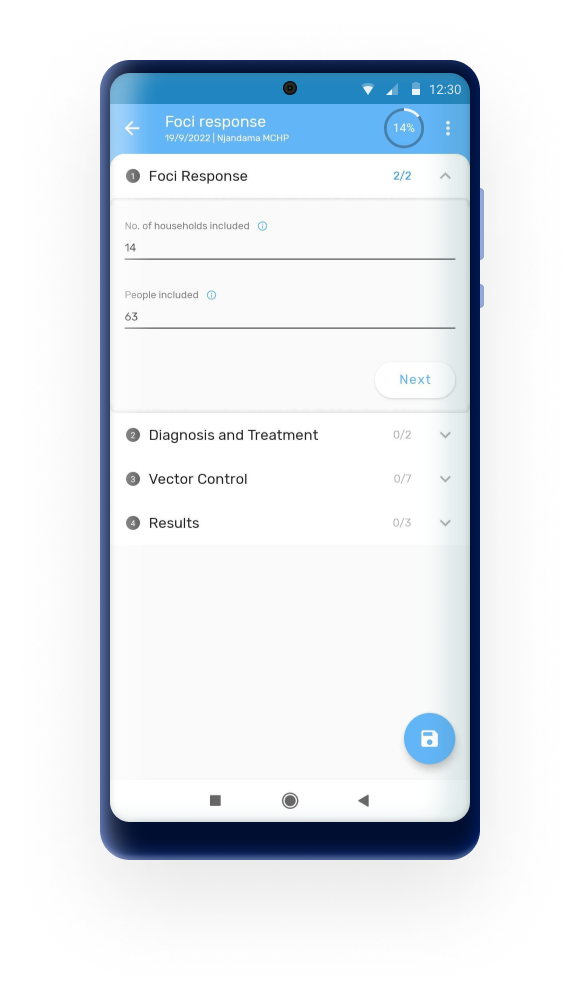 12:30
Foci response
19/9/2022 | Njandama MCHP
14%
1 Foci Response 2/2
No. of households included
14
People included
63
Next
2 Diagnosis and Treatment 0/2
3 Vector Control 0/7
4 Results 0/3